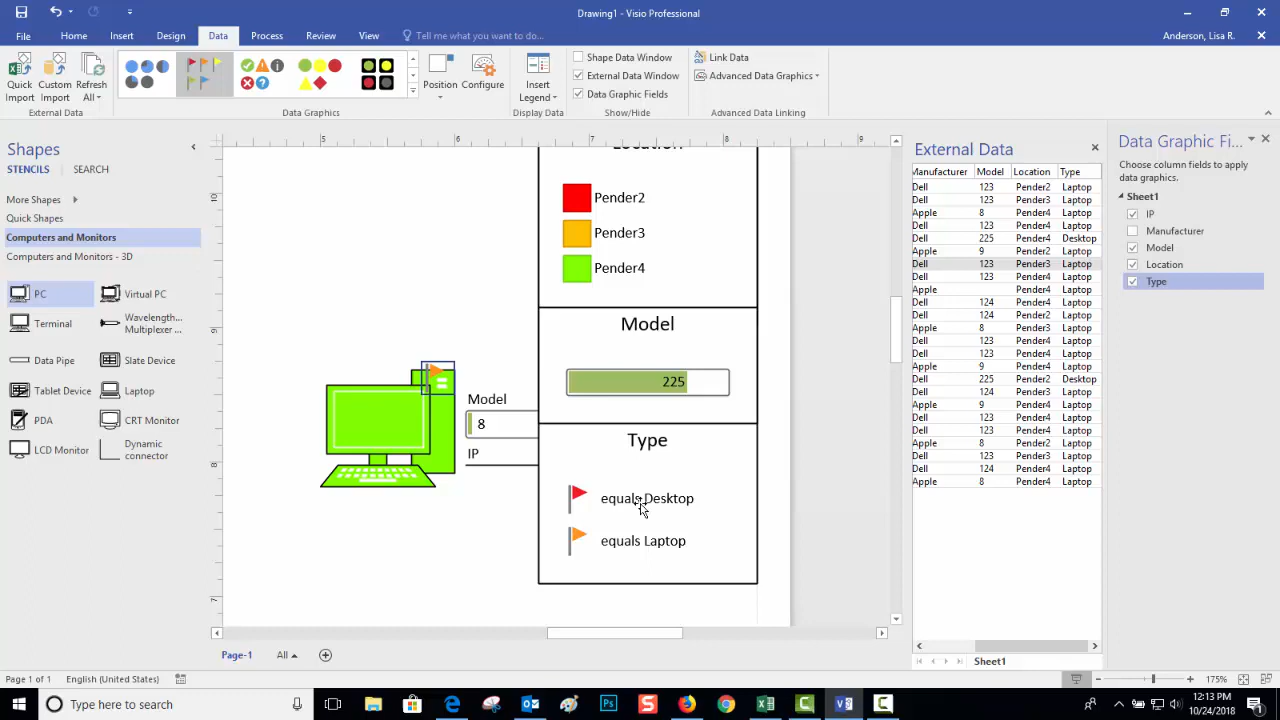 Drawing1 - Visio Professional
File Home Insert Design Data Process Review View Tell me what you want to do...
Anderson, Lisa R.
Quick Import
Custom Import
Refresh All
Position
Configure
Insert Legend
Shape Data Window
External Data Window
Data Graphic Fields
Link Data
Advanced Data Graphics
External Data
Data Graphics
Display Data
Show/Hide
Advanced Data Linking
Shapes
STENCILS SEARCH
More Shapes
Quick Shapes
Computers and Monitors
Computers and Monitors - 3D
PC
Virtual PC
Terminal
Wavelength... Multiplexer ...
Data Pipe
Slate Device
Tablet Device
Laptop
PDA
CRT Monitor
LCD Monitor
Dynamic connector
5 6 7 8 9
10
9
8
7
Location
Pender2
Pender3
Pender4
Model
225
Type
equals Desktop
equals Laptop
Model
8
IP
External Data
Manufacturer Model Location Type
Dell 123 Pender2 Laptop
Dell 123 Pender3 Laptop
Apple 8 Pender4 Laptop
Dell 123 Pender4 Laptop
Dell 225 Pender4 Desktop
Apple 9 Pender2 Laptop
Dell 123 Pender3 Laptop
Dell 123 Pender4 Laptop
Apple Pender4 Laptop
Dell 124 Pender4 Laptop
Dell 124 Pender2 Laptop
Apple 8 Pender3 Laptop
Dell 123 Pender4 Laptop
Dell 123 Pender4 Laptop
Apple 9 Pender4 Laptop
Dell 225 Pender2 Desktop
Dell 124 Pender3 Laptop
Apple 9 Pender4 Laptop
Dell 123 Pender4 Laptop
Dell 123 Pender4 Laptop
Apple 8 Pender2 Laptop
Dell 123 Pender3 Laptop
Dell 124 Pender4 Laptop
Apple 8 Pender4 Laptop
Sheet1
Data Graphic Fi...
Choose column fields to apply
data graphics.
Sheet1
IP
Manufacturer
Model
Location
Type
Page-1 All
Page 1 of 1 English (United States)
175%
Type here to search
12:13 PM
10/24/2018